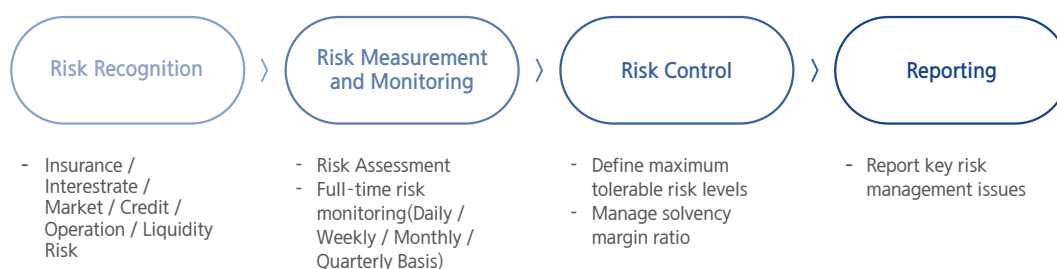 Risk Recognition
〉
Risk Measurement
and Monitoring
〉
Risk Control
〉
Reporting
- Insurance /
Interestrate /
Market / Credit /
Operation / Liquidity
Risk
- Risk Assessment
- Full-time risk
monitoring(Daily /
Weekly / Monthly /
Quarterly Basis)
- Define maximum
tolerable risk levels
- Manage solvency
margin ratio
- Report key risk
management issues